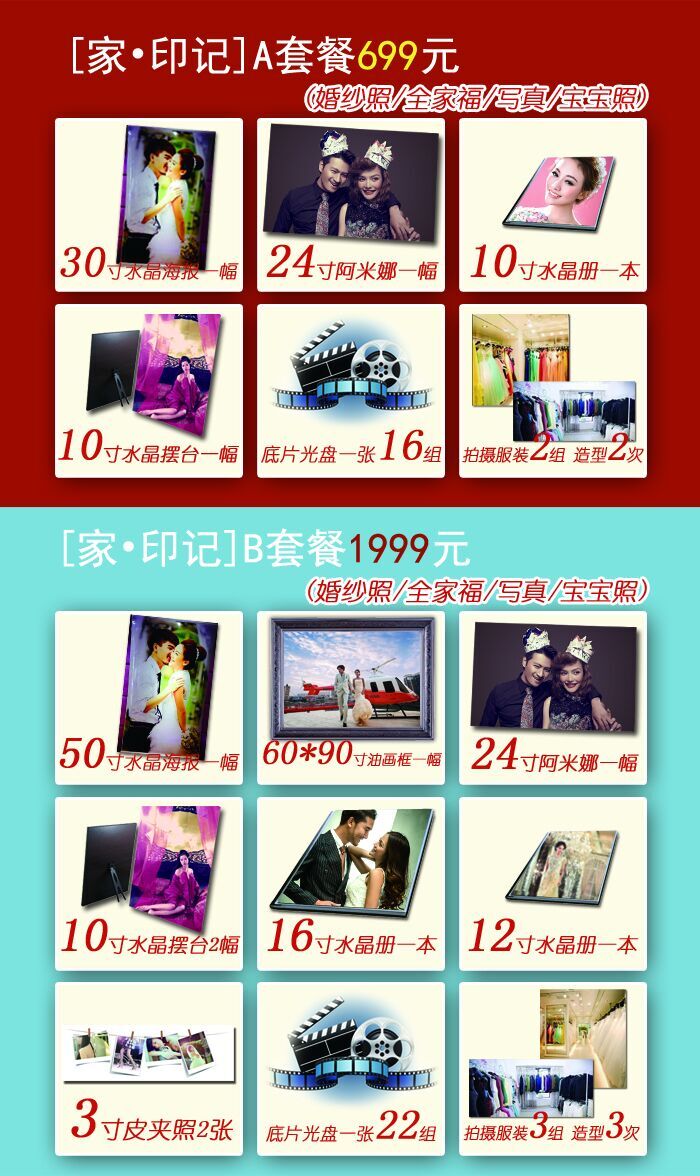 [家•印记]A套餐699元
(婚纱照/全家福/写真/宝宝照)
30寸水晶海报一幅
24寸阿米娜一幅
10寸水晶册一本
10寸水晶摆台一幅
底片光盘一张16组
拍摄服装2组 造型2次
[家•印记]B套餐1999元
(婚纱照/全家福/写真/宝宝照)
50寸水晶海报一幅
60*90寸油画框一幅
24寸阿米娜一幅
10寸水晶摆台2幅
16寸水晶册一本
12寸水晶册一本
3寸皮夹照2张
底片光盘一张22组
拍摄服装3组 造型3次